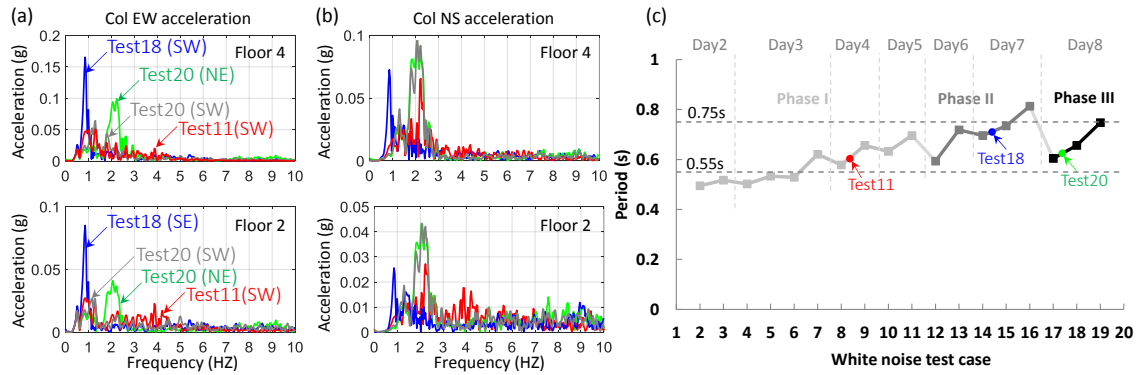 (a)
Col EW acceleration
Acceleration (g)
0.2
0.15
0.1
0.05
0
Test18 (SW)
Floor 4
Test20 (NE)
Test20 (SW)
Test11(SW)
0 1 2 3 4 5 6 7 8 9 10
Acceleration (g)
0.1
0.05
0
Test18 (SE)
Floor 2
Test20 (SW)
Test20 (NE)
Test11(SW)
0 1 2 3 4 5 6 7 8 9 10
Frequency (HZ)
(b)
Col NS acceleration
Acceleration (g)
0.1
0.05
0
Floor 4
0 1 2 3 4 5 6 7 8 9 10
Acceleration (g)
0.05
0.04
0.03
0.02
0.01
0
Floor 2
0 1 2 3 4 5 6 7 8 9 10
Frequency (HZ)
(c)
Day2 Day3 Day4 Day5 Day6 Day7 Day8
Period (s)
1
0.8
0.6
0.4
0.2
0
Phase I
Phase II
Phase III
0.75s
0.55s
Test11
Test18
Test20
1 2 3 4 5 6 7 8 9 10 11 12 13 14 15 16 17 18 19 20
White noise test case